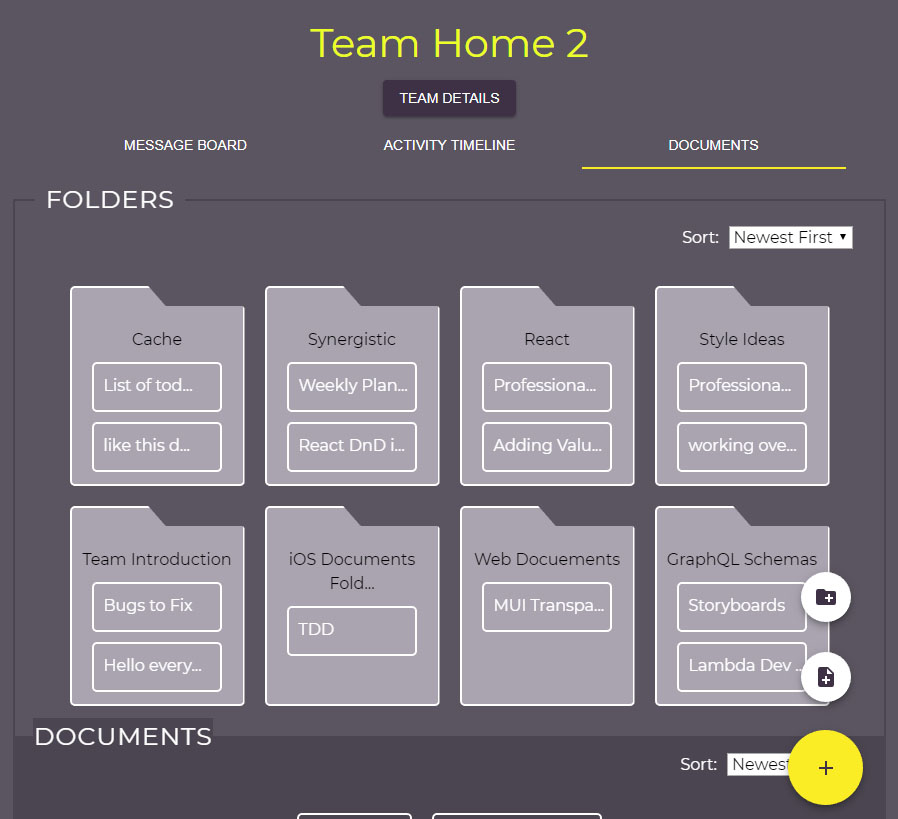 Team Home 2
TEAM DETAILS
MESSAGE BOARD
ACTIVITY TIMELINE
DOCUMENTS
FOLDERS
Sort: Newest First
Cache
List of tod...
like this d...
Synergistic
Weekly Plan...
React DnD i...
React
Professiona...
Adding Valu...
Style Ideas
Professiona...
working ove...
Team Introduction
Bugs to Fix
Hello every...
iOS Documents
Fold...
TDD
Web Docuements
MUI Transpa...
GraphQL Schemas
Storyboards
Lambda Dev ...
DOCUMENTS
Sort: Newest